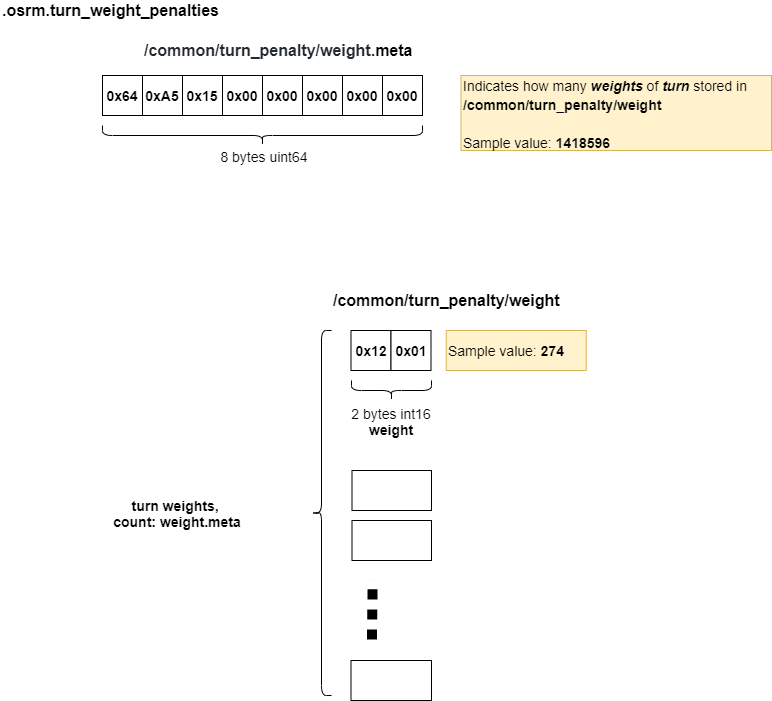 .osrm.turn_weight_penalties
/common/turn_penalty/weight.meta
0x64 0xA5 0x15 0x00 0x00 0x00 0x00 0x00
8 bytes uint64
Indicates how many weights of turn stored in
/common/turn_penalty/weight
Sample value: 1418596
/common/turn_penalty/weight
0x12 0x01
Sample value: 274
2 bytes int16
weight
turn weights,
count: weight.meta